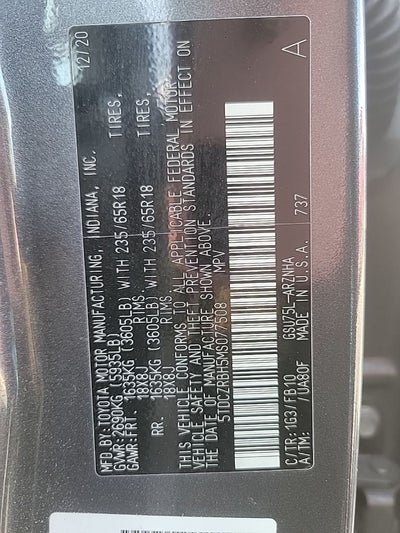 MFD.BY: TOYOTA MOTOR MANUFACTURING, INDIANA, INC. 12/20
GVWR: 2690KG (5935LB)
GAWR: FRT. 1635KG (3605LB) WITH 235/65R18 TIRES,
18X8J RIMS
RR. 1635KG (3605LB) WITH 235/65R18 TIRES,
18X8J RIMS
THIS VEHICLE CONFORMS TO ALL APPLICABLE FEDERAL MOTOR
VEHICLE SAFETY AND THEFT PREVENTION STANDARDS IN EFFECT ON
THE DATE OF MANUFACTURE SHOWN ABOVE.
5TDCZRBH5MS077508 MPV
C/TR: 1G3/FB10 GSU75L-ARZNHA A
A/TM: /UA80F MADE IN U.S.A. 737